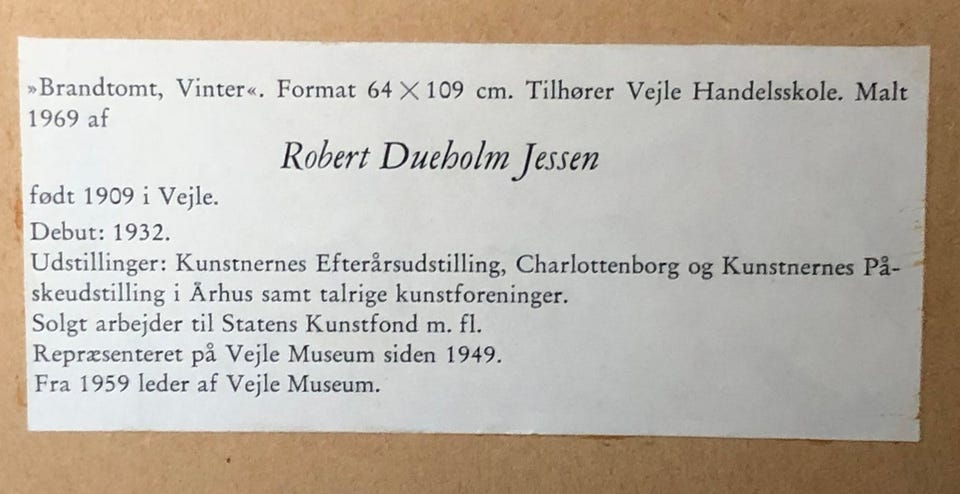 »Brandtomt, Vinter«. Format 64 × 109 cm. Tilhører Vejle Handelsskole. Malt
1969 af
Robert Dueholm Jessen
født 1909 i Vejle.
Debut: 1932.
Udstillinger: Kunstnernes Efterårsudstilling, Charlottenborg og Kunstnernes På-
skeudstilling i Århus samt talrige kunstforeninger.
Solgt arbejder til Statens Kunstfond m. fl.
Repræsenteret på Vejle Museum siden 1949.
Fra 1959 leder af Vejle Museum.